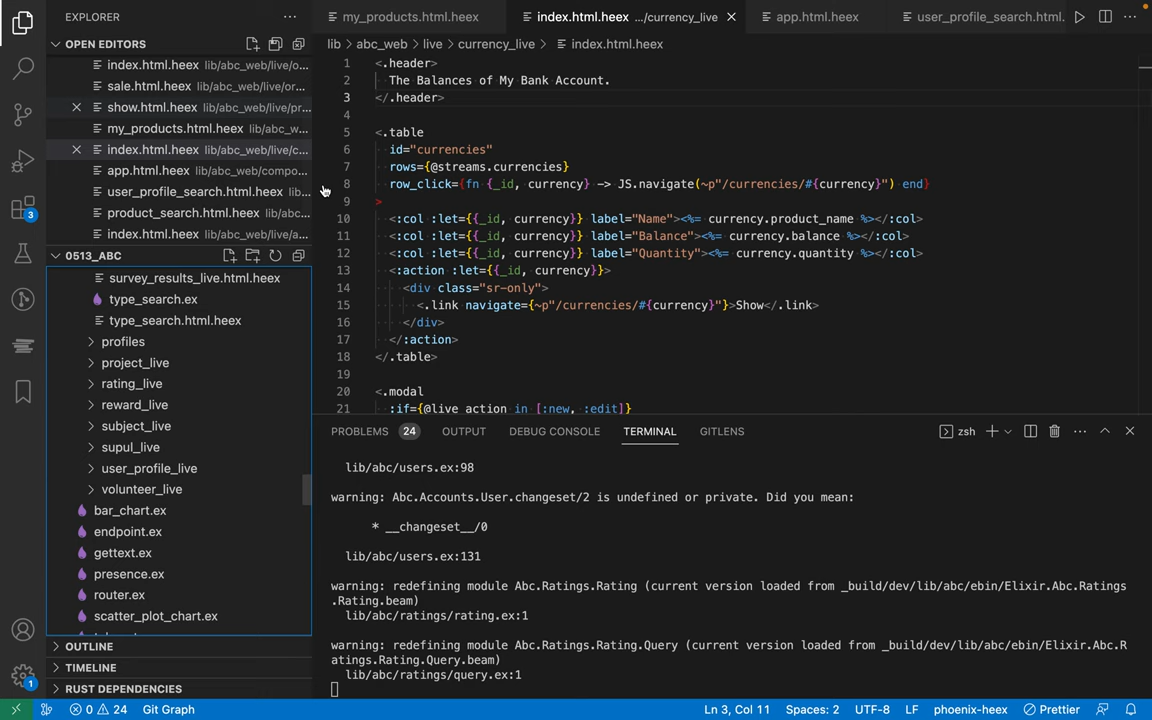 EXPLORER
OPEN EDITORS
index.html.heex lib/abc_web/live/o...
sale.html.heex lib/abc_web/live/or...
show.html.heex lib/abc_web/live/pr...
my_products.html.heex lib/abc_w...
index.html.heex lib/abc_web/live/c...
app.html.heex lib/abc_web/compo...
user_profile_search.html.heex lib...
product_search.html.heex lib/abc...
index.html.heex lib/abc_web/live/a...
0513_ABC
survey_results_live.html.heex
type_search.ex
type_search.html.heex
profiles
project_live
rating_live
reward_live
subject_live
supul_live
user_profile_live
volunteer_live
bar_chart.ex
endpoint.ex
gettext.ex
presence.ex
router.ex
scatter_plot_chart.ex
OUTLINE
TIMELINE
RUST DEPENDENCIES
3
1
my_products.html.heex
index.html.heex .../currency_live
app.html.heex
user_profile_search.html.
lib > abc_web > live > currency_live > index.html.heex
1 <.header>
2 The Balances of My Bank Account.
3 </.header>
4
5 <.table
6 id="currencies"
7 rows={@streams.currencies}
8 row_click={fn {_id, currency} -> JS.navigate(~p"/currencies/#{currency}") end}
9 >
10 <:col :let={{_id, currency}} label="Name"><%= currency.product_name %></:col>
11 <:col :let={{_id, currency}} label="Balance"><%= currency.balance %></:col>
12 <:col :let={{_id, currency}} label="Quantity"><%= currency.quantity %></:col>
13 <:action :let={{_id, currency}}>
14 <div class="sr-only">
15 <.link navigate={~p"/currencies/#{currency}"}>Show</.link>
16 </div>
17 </:action>
18 </.table>
19
20 <.modal
21 :if={@live_action in [:new, :edit]}
PROBLEMS 24 OUTPUT DEBUG CONSOLE TERMINAL GITLENS
zsh
lib/abc/users.ex:98
warning: Abc.Accounts.User.changeset/2 is undefined or private. Did you mean:
* __changeset__/0
lib/abc/users.ex:131
warning: redefining module Abc.Ratings.Rating (current version loaded from _build/dev/lib/abc/ebin/Elixir.Abc.Ratings
.Rating.beam)
lib/abc/ratings/rating.ex:1
warning: redefining module Abc.Ratings.Rating.Query (current version loaded from _build/dev/lib/abc/ebin/Elixir.Abc.R
atings.Rating.Query.beam)
lib/abc/ratings/query.ex:1
0 24 Git Graph
Ln 3, Col 11 Spaces: 2 UTF-8 LF phoenix-heex Prettier